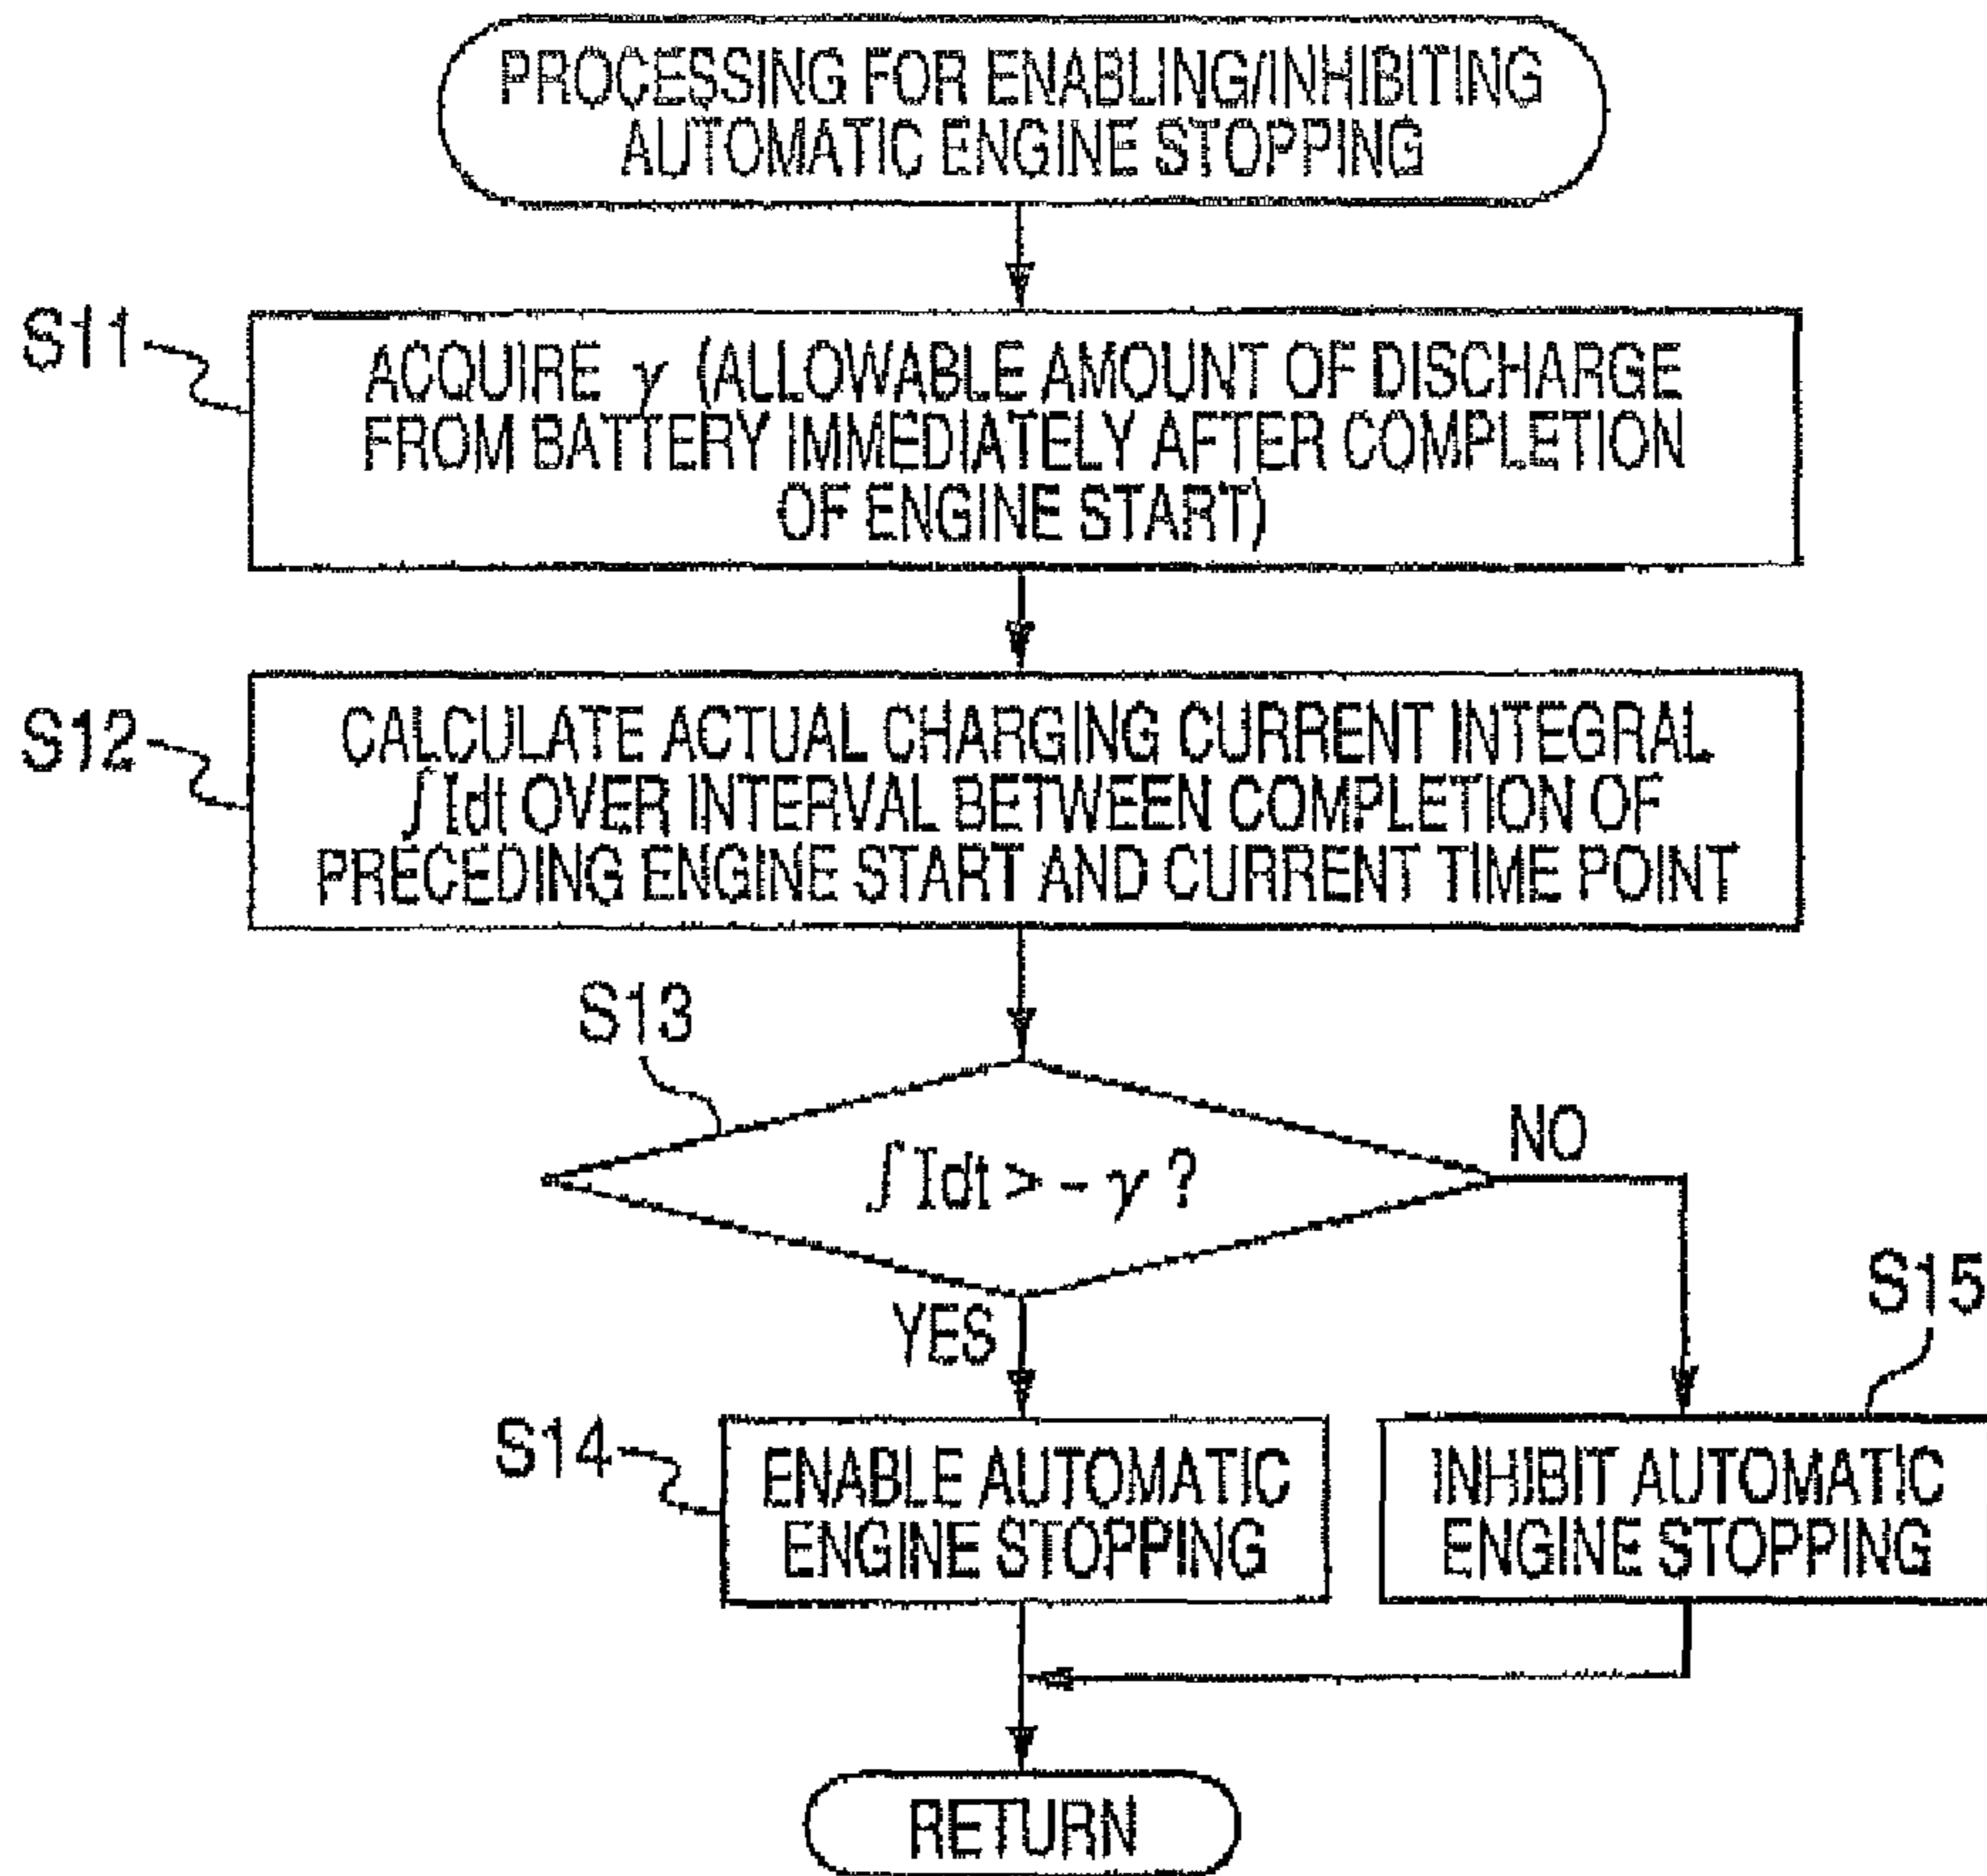 PROCESSING FOR ENABLING/INHIBITING
AUTOMATIC ENGINE STOPPING
S11
ACQUIRE γ (ALLOWABLE AMOUNT OF DISCHARGE
FROM BATTERY IMMEDIATELY AFTER COMPLETION
OF ENGINE START)
S12
CALCULATE ACTUAL CHARGING CURRENT INTEGRAL
∫Idt OVER INTERVAL BETWEEN COMPLETION OF
PRECEDING ENGINE START AND CURRENT TIME POINT
S13
∫Idt > - γ ?
NO
YES
S14
ENABLE AUTOMATIC
ENGINE STOPPING
S15
INHIBIT AUTOMATIC
ENGINE STOPPING
RETURN